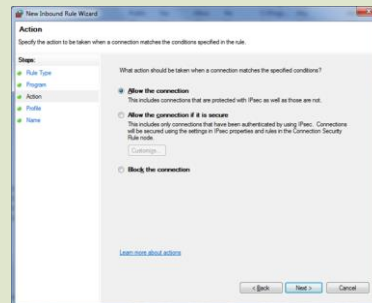 New Inbound Rule Wizard
Action
Specify the action to be taken when a connection matches the conditions specified in the rule.
Steps:
Rule Type
Program
Action
Profile
Name
What action should be taken when a connection matches the specified conditions?
Allow the connection
This includes connections that are protected with IPsec as well as those are not.
Allow the connection if it is secure
This includes only connections that have been authenticated by using IPsec. Connections
will be secured using the settings in IPsec properties and rules in the Connection Security
Rule node.
Customize...
Block the connection
Learn more about actions
< Back
Next >
Cancel